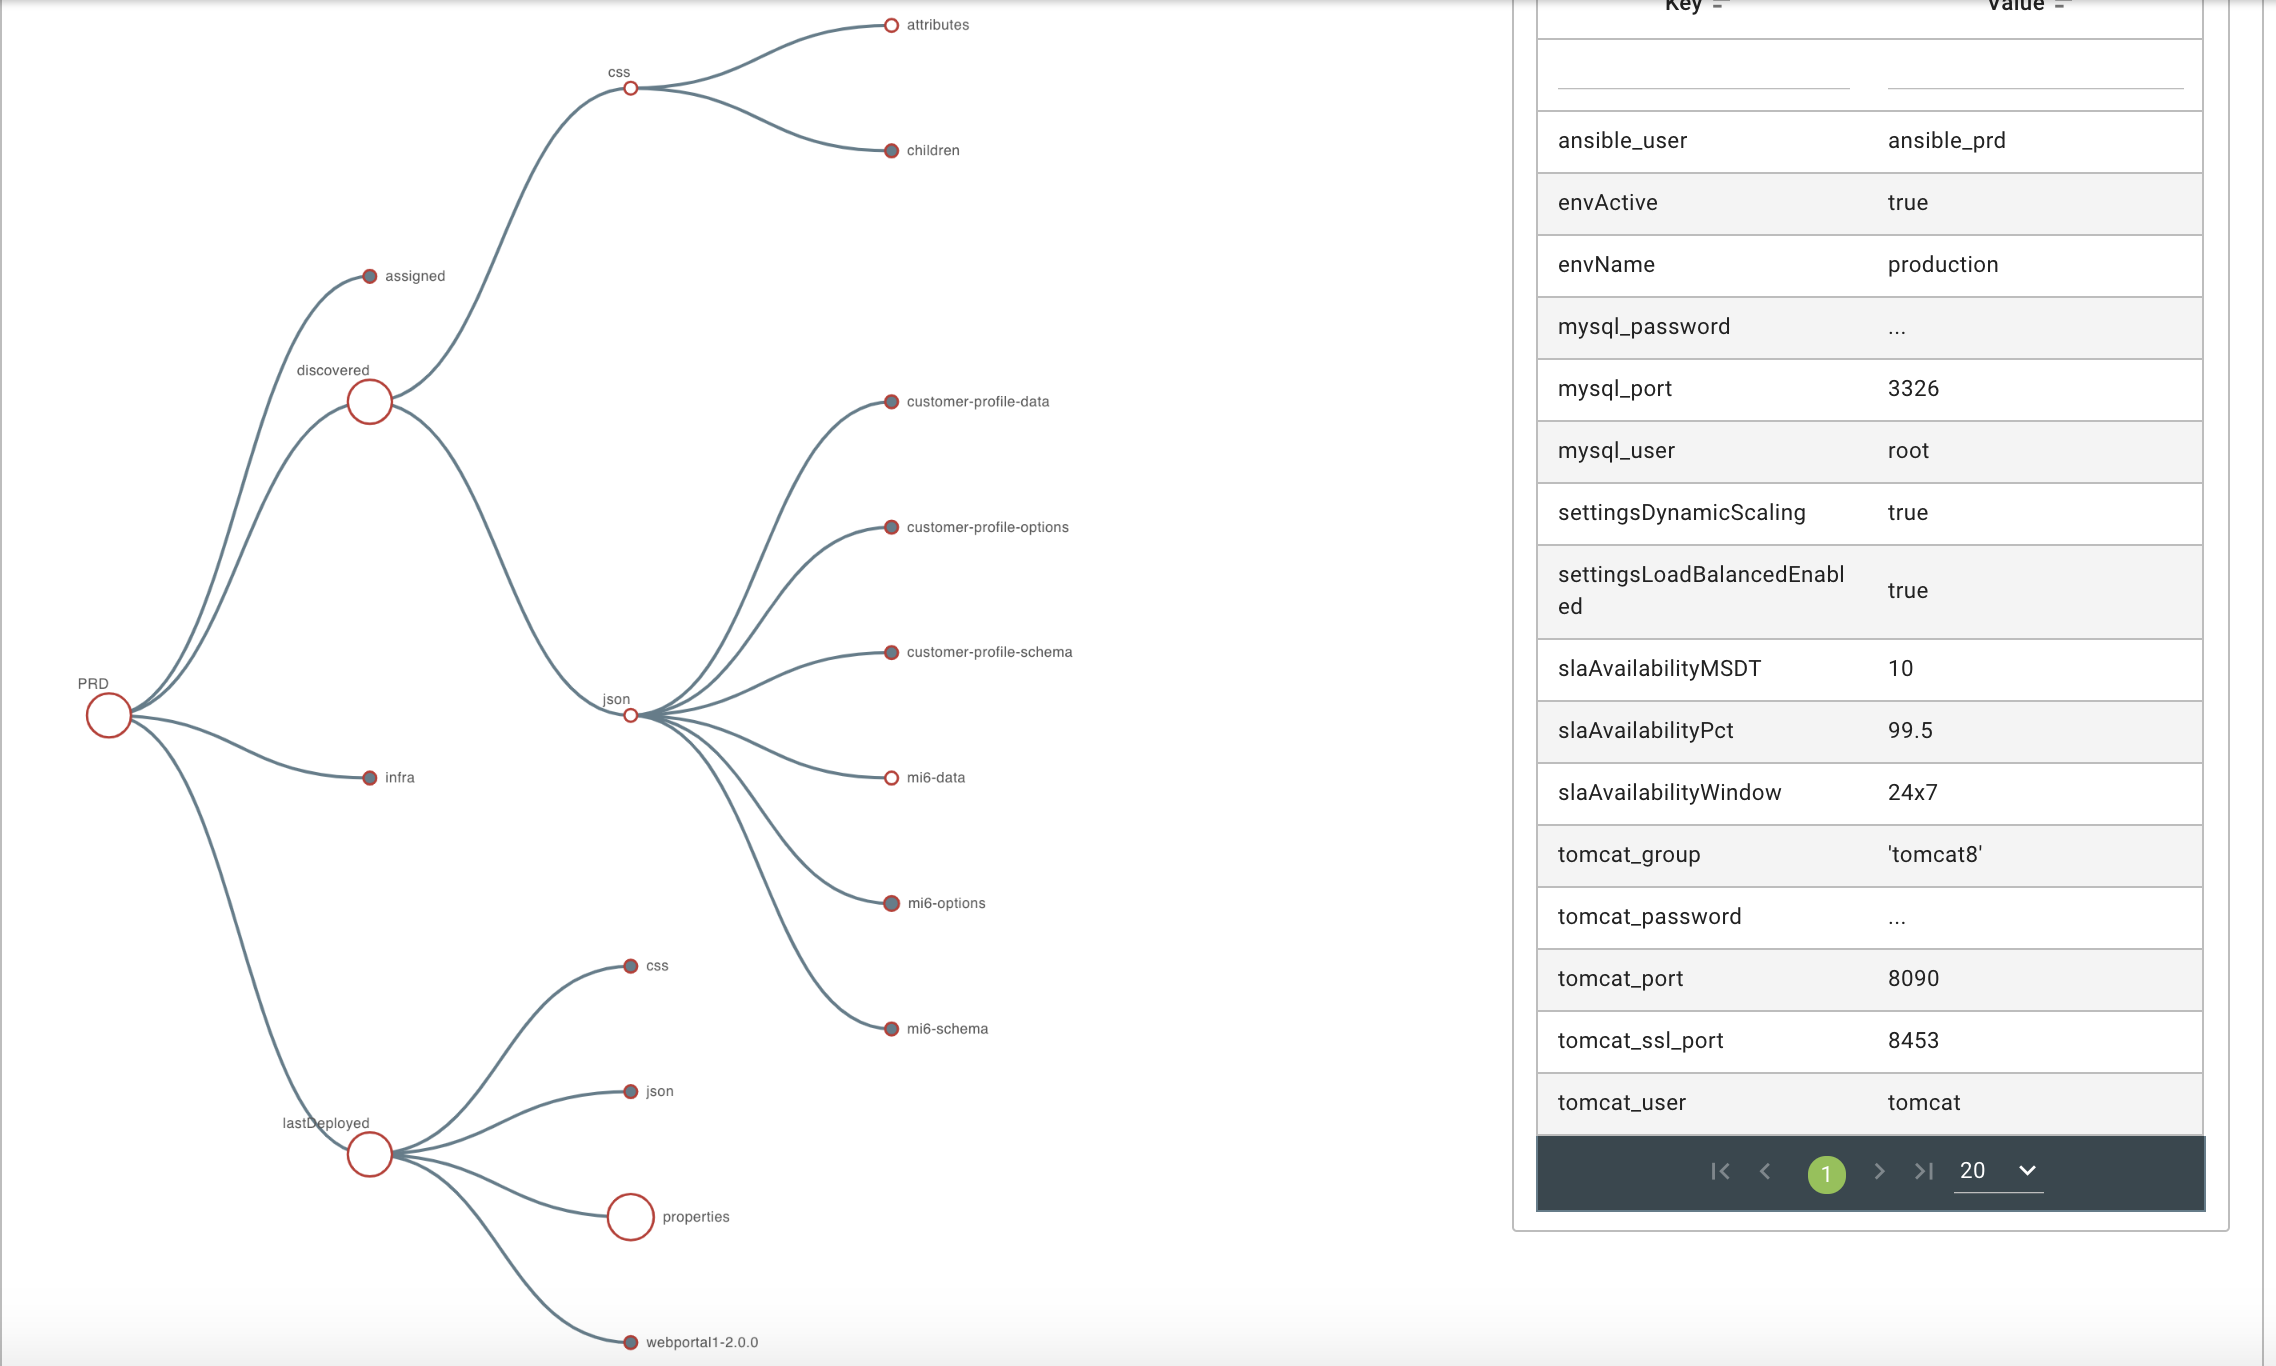 attributes
css
children
assigned
discovered
customer-profile-data
customer-profile-options
customer-profile-schema
PRD
json
infra
mi6-data
mi6-options
css
mi6-schema
json
lastDeployed
properties
webportal1-2.0.0
Key Value
ansible_user ansible_prd
envActive true
envName production
mysql_password ...
mysql_port 3326
mysql_user root
settingsDynamicScaling true
settingsLoadBalancedEnabl
ed true
slaAvailabilityMSDT 10
slaAvailabilityPct 99.5
slaAvailabilityWindow 24x7
tomcat_group 'tomcat8'
tomcat_password ...
tomcat_port 8090
tomcat_ssl_port 8453
tomcat_user tomcat
1 20